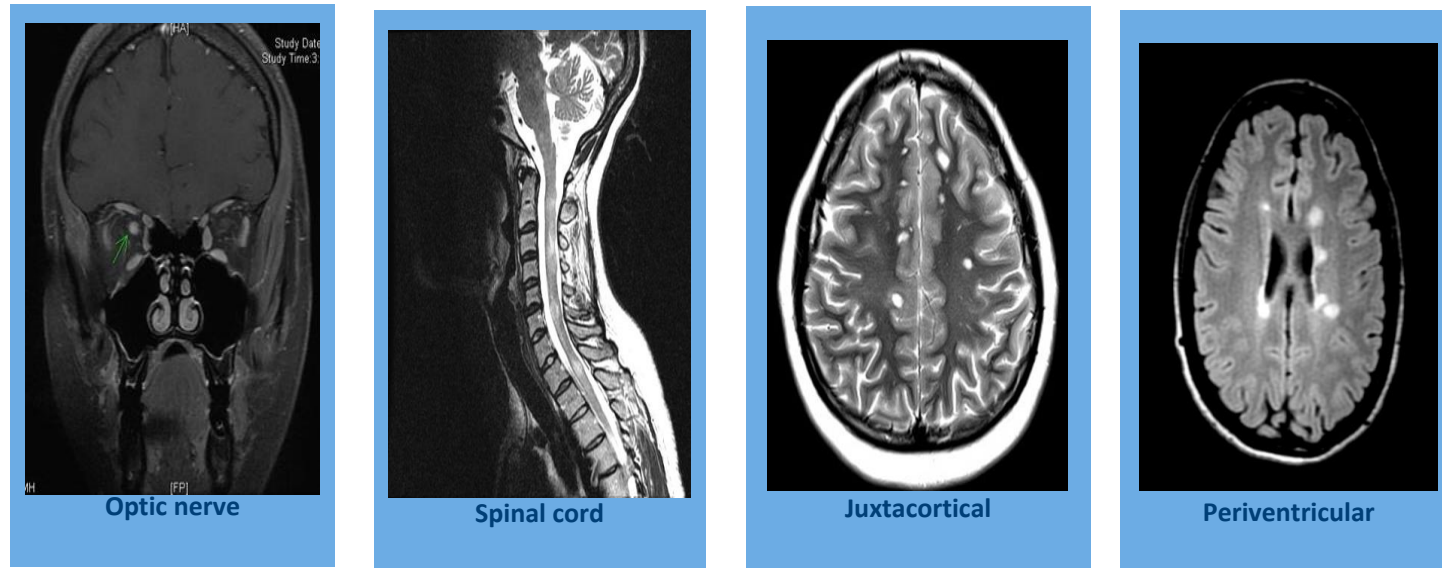 [HA]
Study Date
Study Time:3:
MH
[FP]
Optic nerve
Spinal cord
Juxtacortical
Periventricular